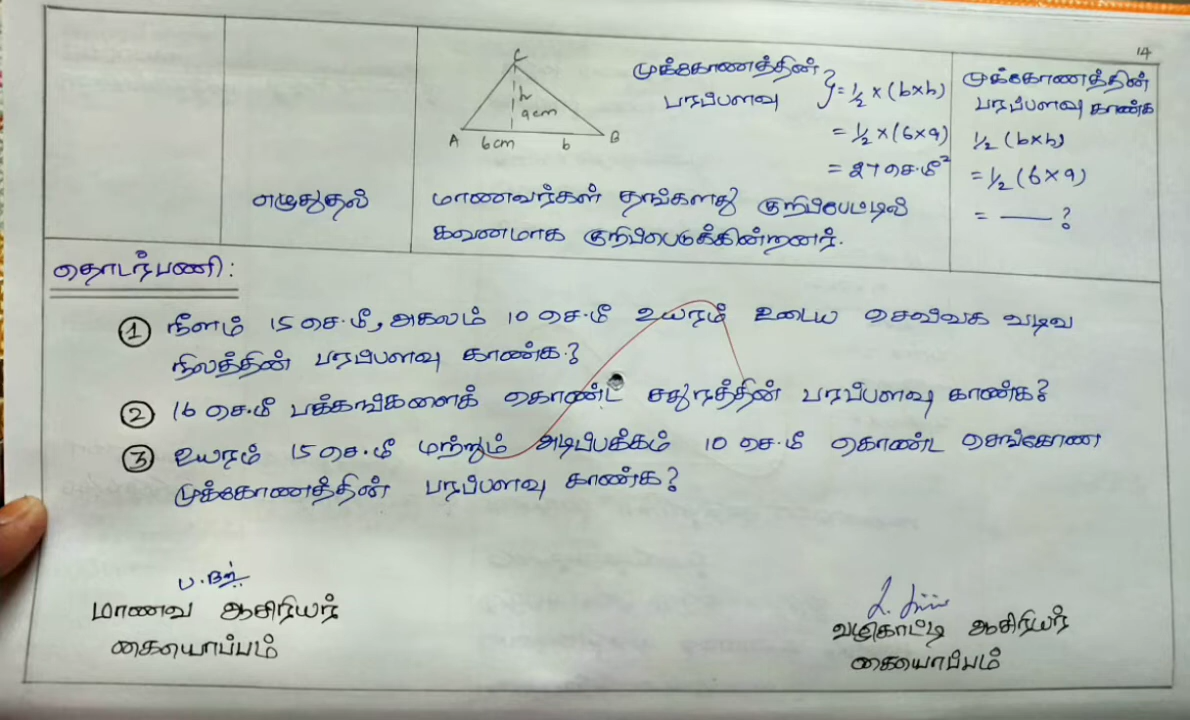 14
C
h
9cm
A 6cm b B
முக்கோணத்தின்
பரப்பளவு } = 1/2 × (b×h)
= 1/2 × (6×9)
= 27 செ.மீ²
முக்கோணத்தின்
பரப்பளவு காண்க
1/2 (b×h)
= 1/2 (6×9)
= —— ?
எழுதுதல்
மாணவர்கள் தங்களது குறிப்பேட்டில்
கவனமாக குறிப்பெடுக்கின்றனர்.
தொடர்பணி:
① நீளம் 15 செ.மீ, அகலம் 10 செ.மீ உயரம் உடைய செவ்வக வடிவ
நிலத்தின் பரப்பளவு காண்க.?
② 16 செ.மீ பக்கங்களைக் கொண்ட சதுரத்தின் பரப்பளவு காண்க?
③ உயரம் 15 செ.மீ மற்றும் அடிப்பக்கம் 10 செ.மீ கொண்ட செங்கோண
முக்கோணத்தின் பரப்பளவு காண்க?
மாணவ ஆசிரியர்
கையொப்பம்
வழிகாட்டி ஆசிரியர்
கையொப்பம்